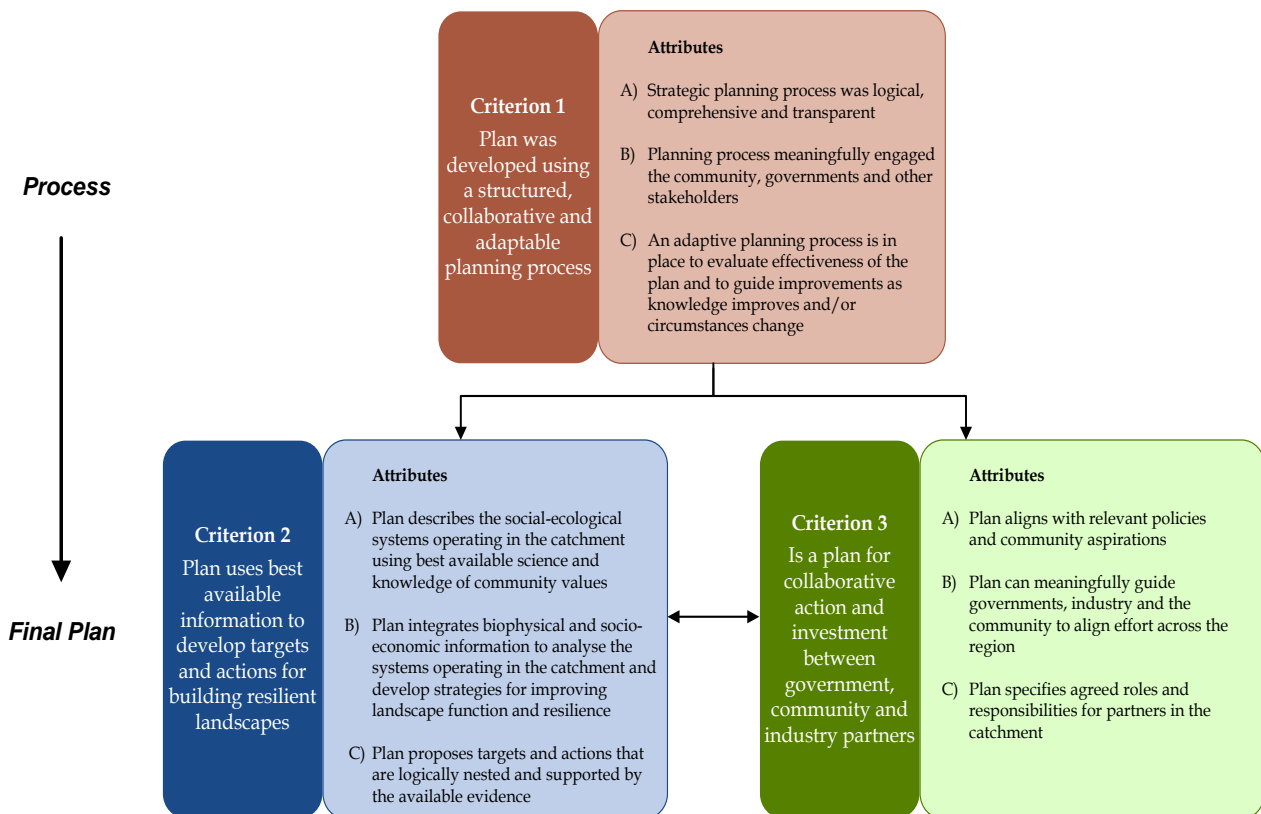 Process
Final Plan
Criterion 1
Plan was
developed using
a structured,
collaborative and
adaptable
planning process
Attributes
A) Strategic planning process was logical,
comprehensive and transparent
B) Planning process meaningfully engaged
the community, governments and other
stakeholders
C) An adaptive planning process is in
place to evaluate effectiveness of the
plan and to guide improvements as
knowledge improves and/or
circumstances change
Criterion 2
Plan uses best
available
information to
develop targets
and actions for
building resilient
landscapes
Attributes
A) Plan describes the social-ecological
systems operating in the catchment
using best available science and
knowledge of community values
B) Plan integrates biophysical and socio-
economic information to analyse the
systems operating in the catchment and
develop strategies for improving
landscape function and resilience
C) Plan proposes targets and actions that
are logically nested and supported by
the available evidence
Criterion 3
Is a plan for
collaborative
action and
investment
between
government,
community and
industry partners
Attributes
A) Plan aligns with relevant policies
and community aspirations
B) Plan can meaningfully guide
governments, industry and the
community to align effort across the
region
C) Plan specifies agreed roles and
responsibilities for partners in the
catchment